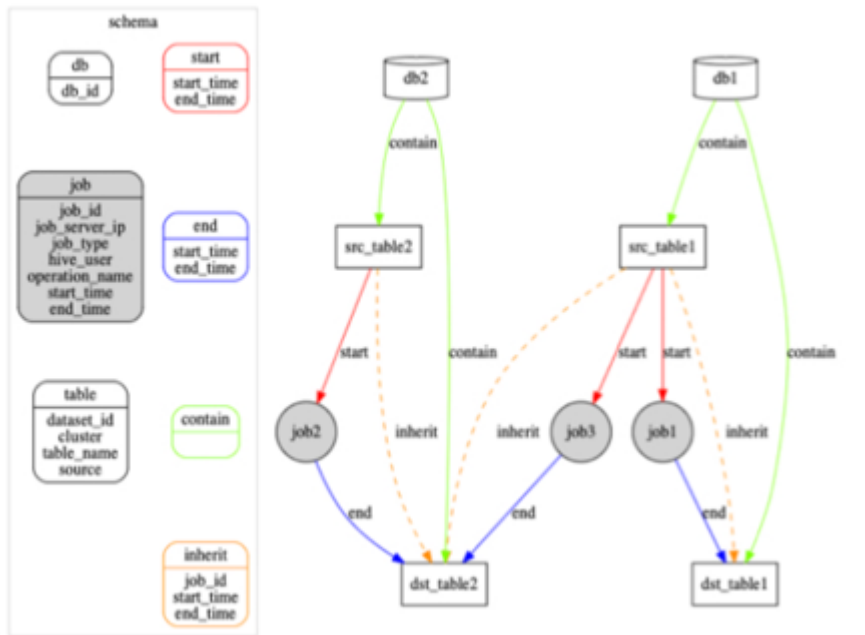 schema
db
db_id
start
start_time
end_time
job
job_id
job_server_ip
job_type
hive_user
operation_name
start_time
end_time
end
start_time
end_time
table
dataset_id
cluster
table_name
source
contain
inherit
job_id
start_time
end_time
db2
db1
contain
contain
src_table2
src_table1
start
contain
start
start
contain
job2
inherit
inherit
job3
job1
inherit
end
end
end
dst_table2
dst_table1